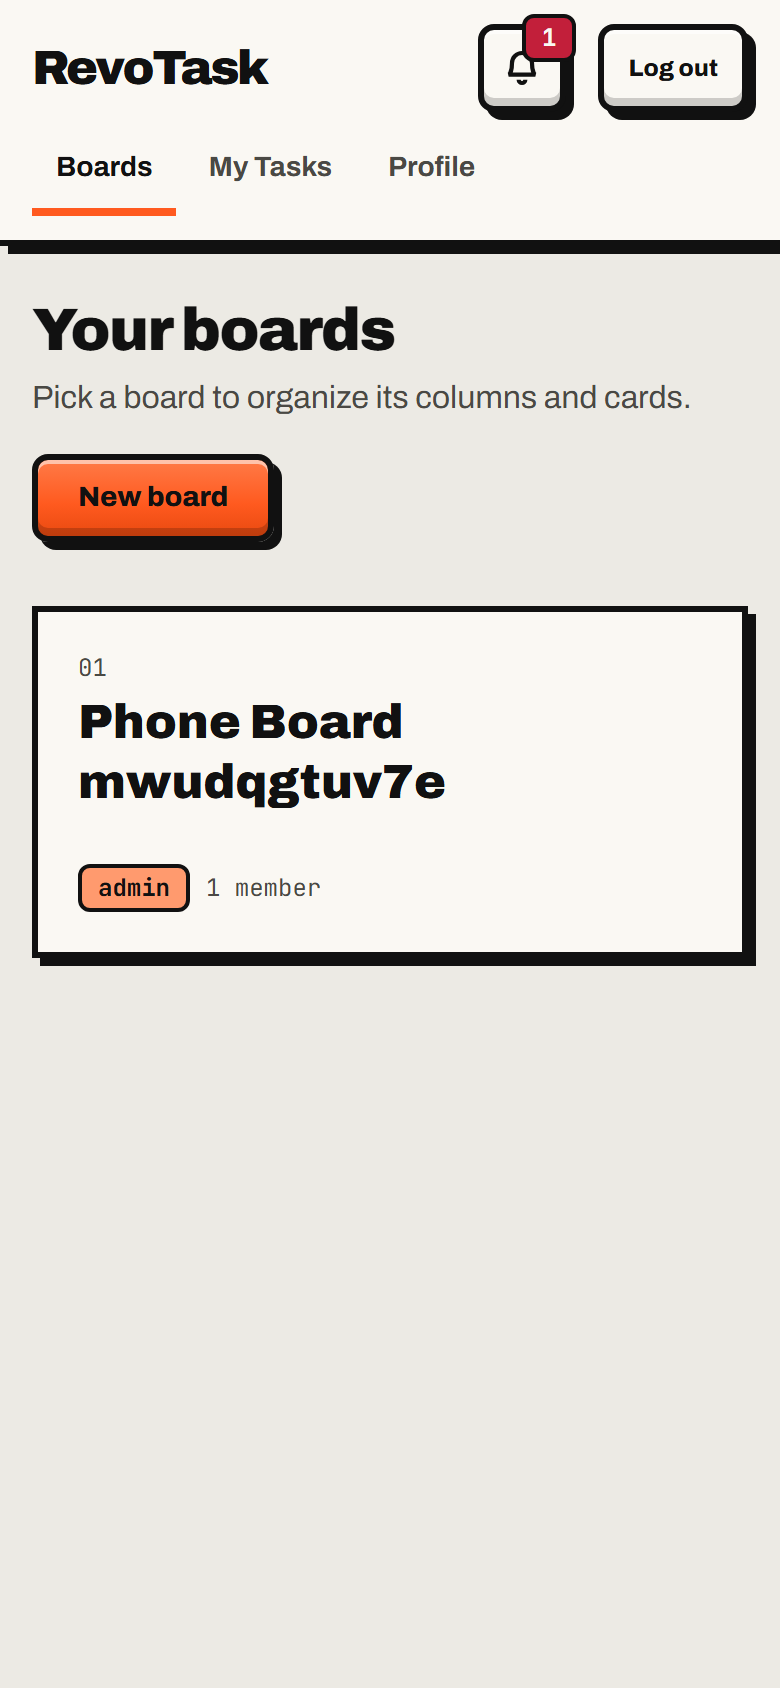 RevoTask
1
Log out
Boards
My Tasks
Profile
Your boards
Pick a board to organize its columns and cards.
New board
01
Phone Board
mwudqgtuv7e
admin
1 member